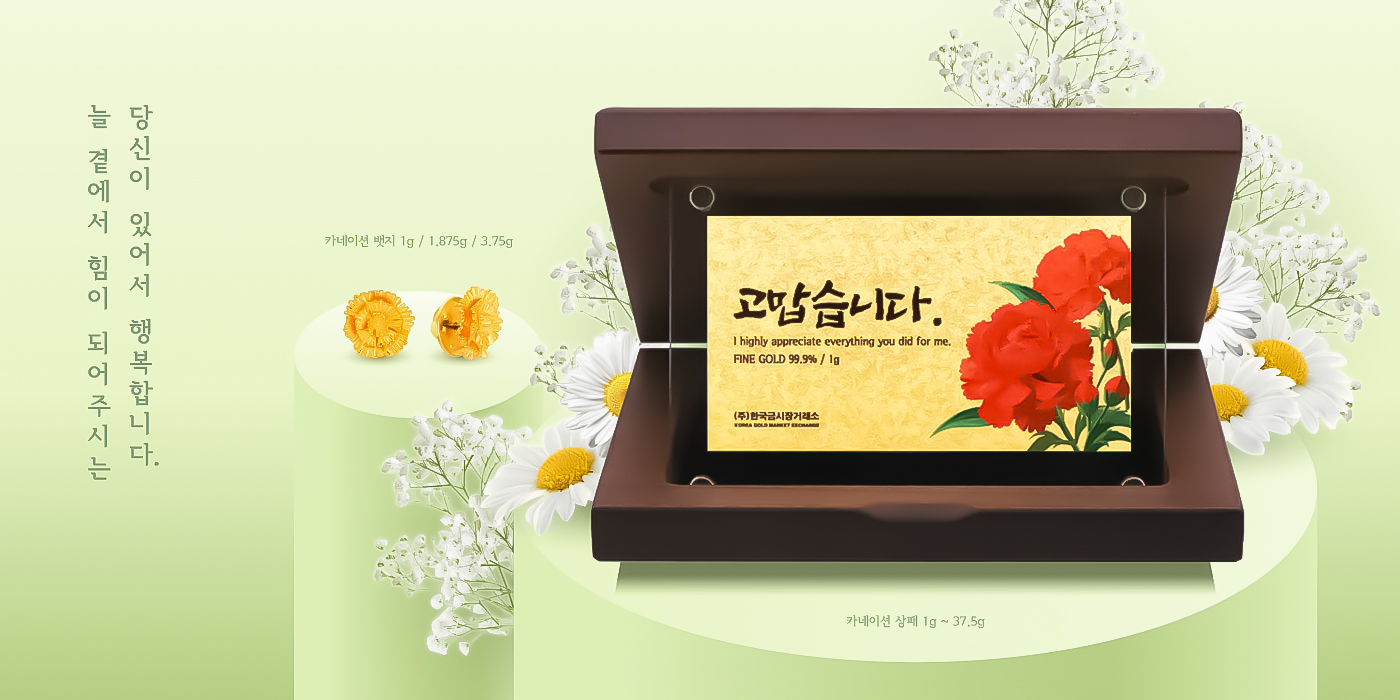 늘 곁에서 힘이 되어주시는
당신이 있어서 행복합니다.
카네이션 뱃지 1g / 1.875g / 3.75g
고맙습니다.
I highly appreciate everything you did for me.
FINE GOLD 99.9% / 1g
(주)한국금시장거래소
KOREA GOLD MARKET EXCHANGE
카네이션 상패 1g ~ 37.5g